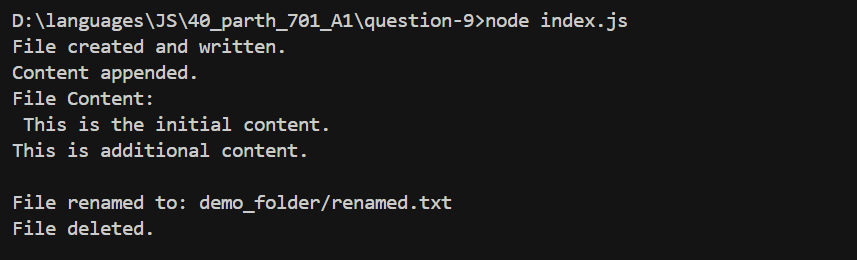 D:\languages\JS\40_parth_701_A1\question-9>node index.js
File created and written.
Content appended.
File Content:
 This is the initial content.
This is additional content.

File renamed to: demo_folder/renamed.txt
File deleted.